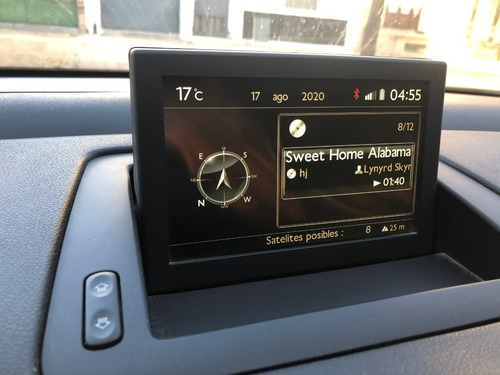 17°C 17 ago 2020 04:55
8/12
Sweet Home Alabama
hj Lynyrd Skyr
01:40
E S
N W
Satelites posibles : 8 25 m